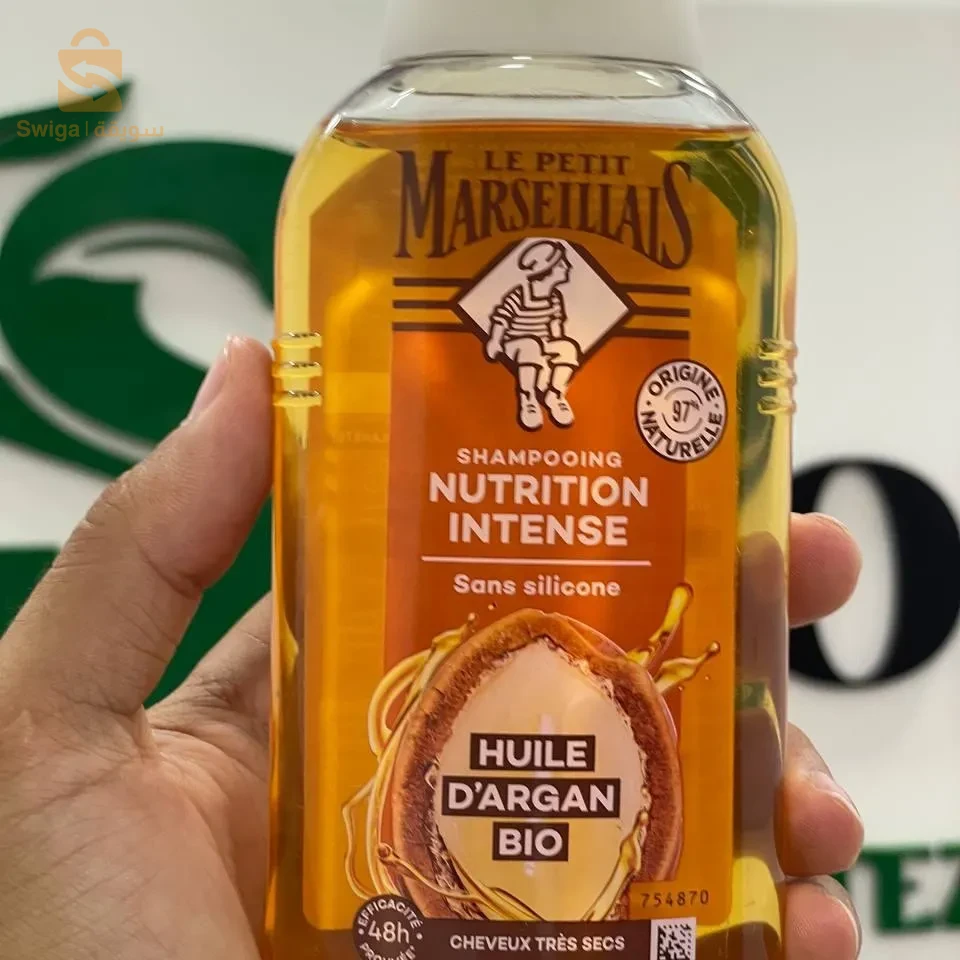 Swiga | سويقة
LE PETIT
MARSEILLAIS
ORIGINE
97%
NATURELLE
SHAMPOOING
NUTRITION
INTENSE
Sans silicone
HUILE
D'ARGAN
BIO
754870
EFFICACITÉ
48h
PROUVÉE*
CHEVEUX TRÈS SECS